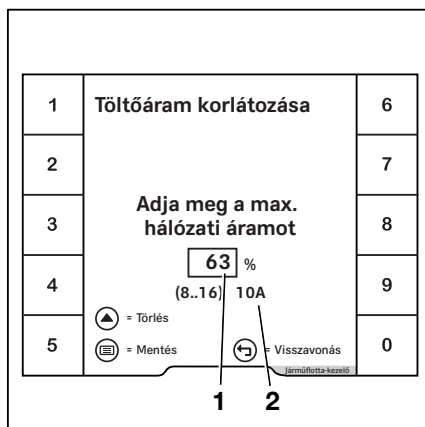 Töltőáram korlátozása
Adja meg a max.
hálózati áramot
63 %
(8..16) 10A
= Törlés
= Mentés
= Visszavonás
Járműflotta-kezelő
1
2
3
4
5
6
7
8
9
0
1
2